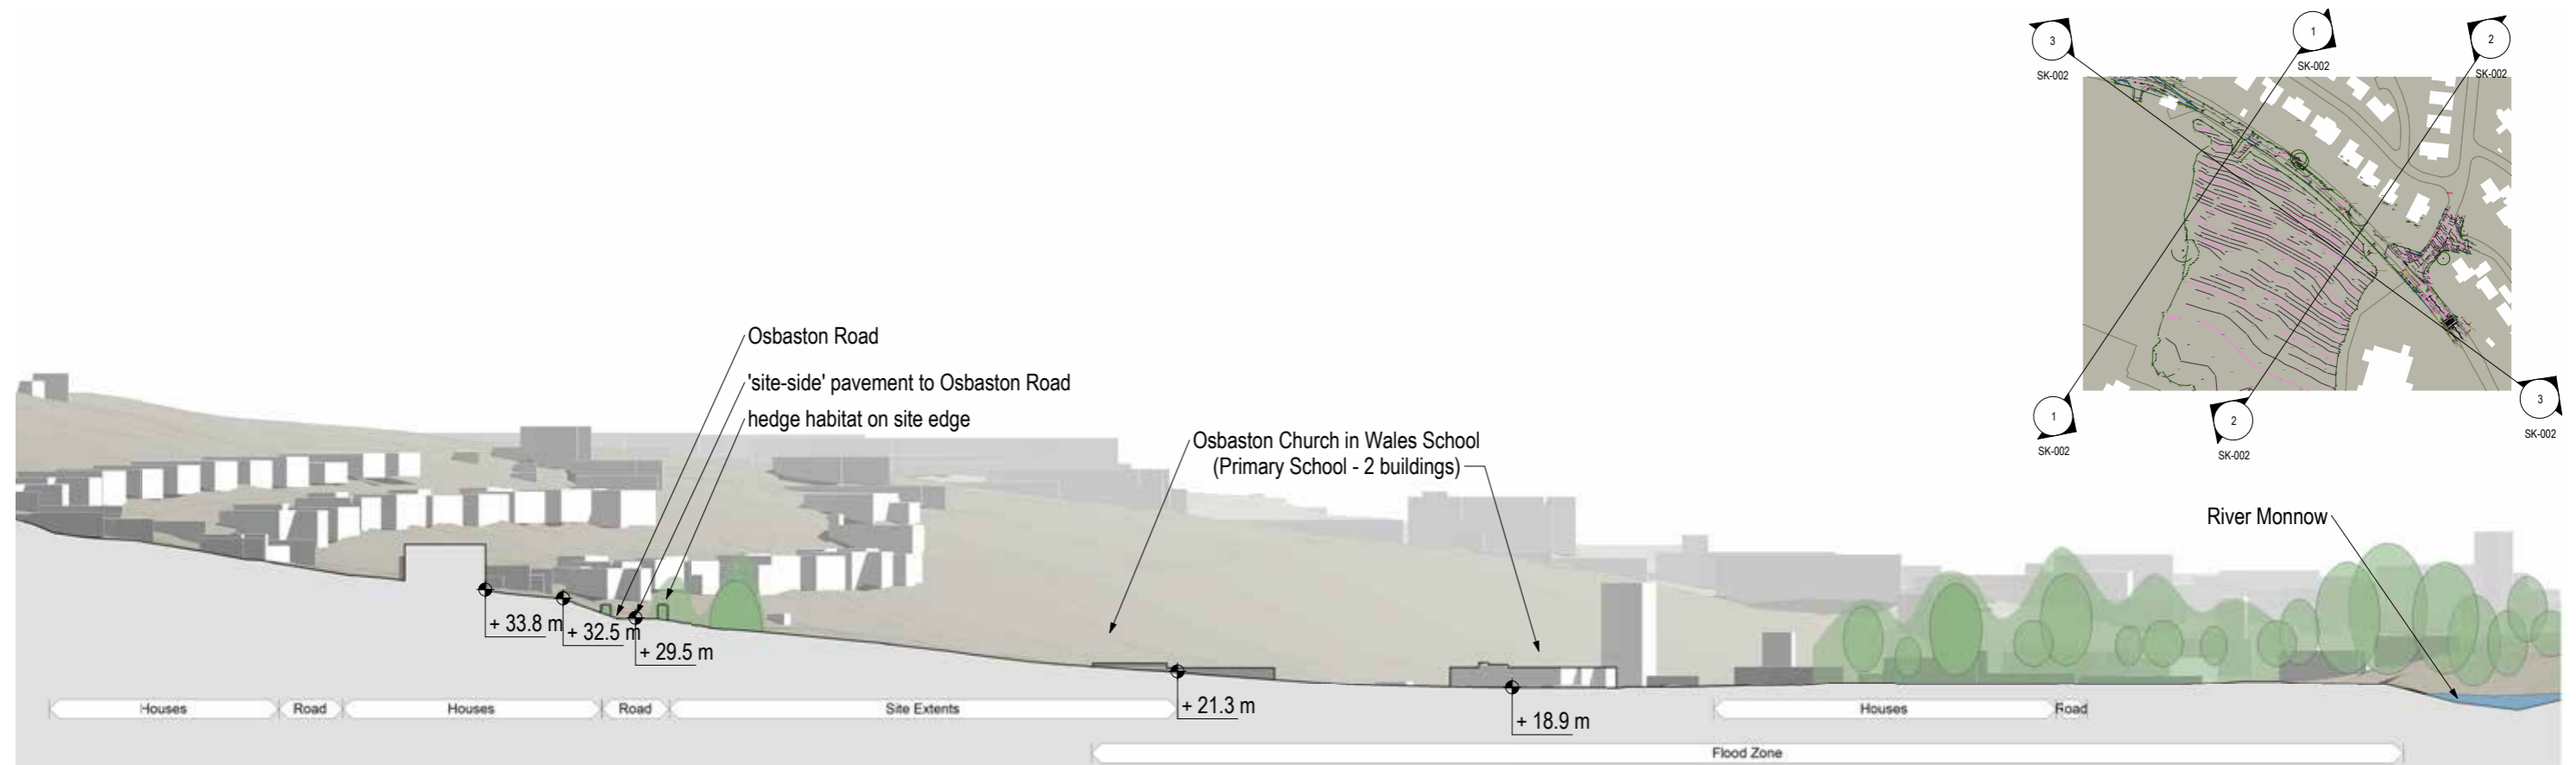 3
SK-002
1
SK-002
2
SK-002
Osbaston Road
'site-side' pavement to Osbaston Road
hedge habitat on site edge
Osbaston Church in Wales School
(Primary School - 2 buildings)
River Monnow
1
SK-002
2
SK-002
3
SK-002
+ 33.8 m
+ 32.5 m
+ 29.5 m
+ 21.3 m
+ 18.9 m
Houses
Road
Houses
Road
Site Extents
Houses
Road
Flood Zone